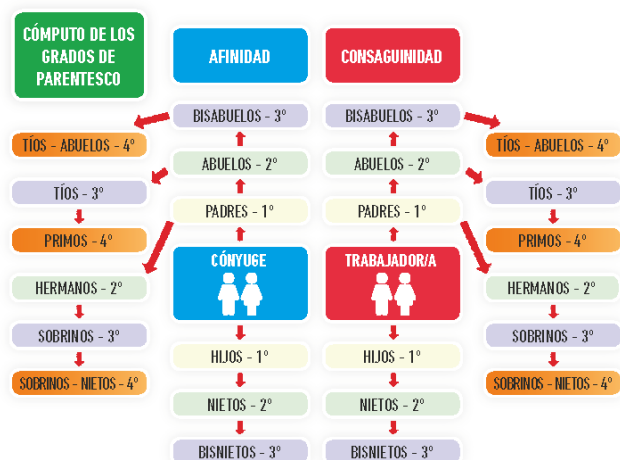 CÓMPUTO DE LOS
GRADOS DE
PARENTESCO
AFINIDAD
CONSAGUINIDAD
BISABUELOS - 3º
BISABUELOS - 3º
TÍOS - ABUELOS - 4º
TÍOS - ABUELOS - 4º
ABUELOS - 2º
ABUELOS - 2º
TÍOS - 3º
TÍOS - 3º
PADRES - 1º
PADRES - 1º
PRIMOS - 4º
PRIMOS - 4º
CÓNYUGE
TRABAJADOR/A
HERMANOS - 2º
HERMANOS - 2º
SOBRINOS - 3º
SOBRINOS - 3º
HIJOS - 1º
HIJOS - 1º
SOBRINOS - NIETOS - 4º
SOBRINOS - NIETOS - 4º
NIETOS - 2º
NIETOS - 2º
BISNIETOS - 3º
BISNIETOS - 3º